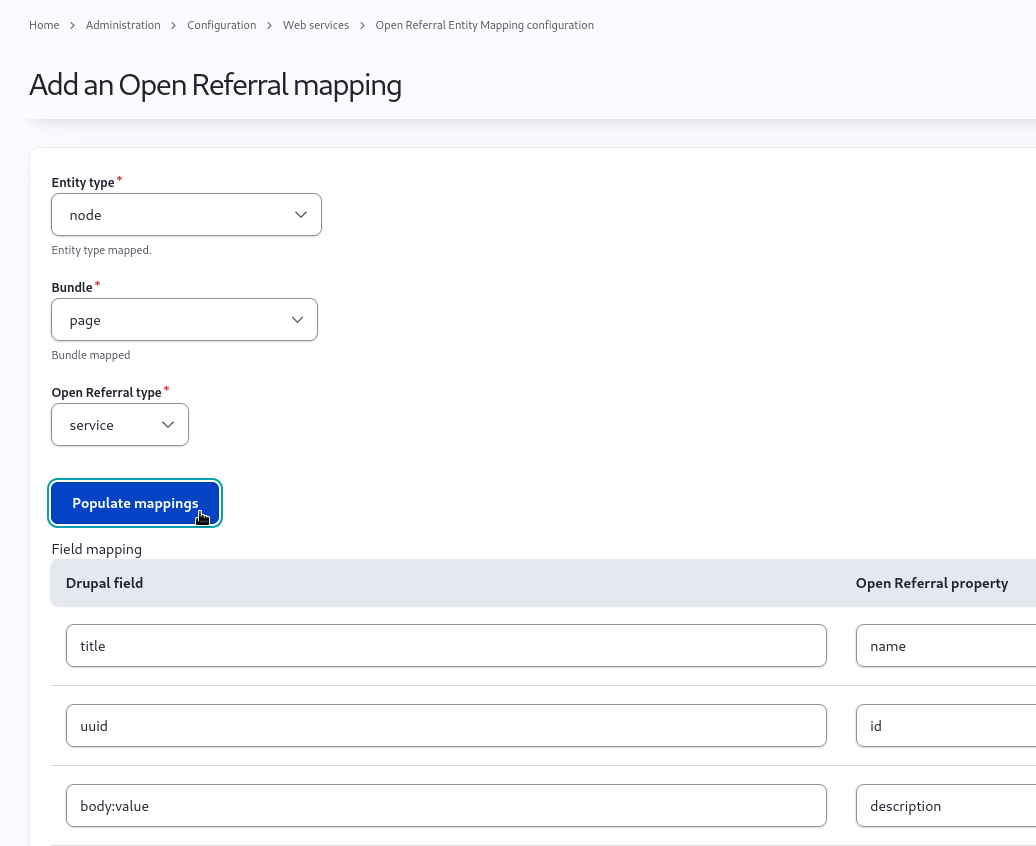 Home > Administration > Configuration > Web services > Open Referral Entity Mapping configuration
Add an Open Referral mapping
Entity type*
node
Entity type mapped.
Bundle*
page
Bundle mapped
Open Referral type*
service
Populate mappings
Field mapping
Drupal field Open Referral property
title name
uuid id
body:value description